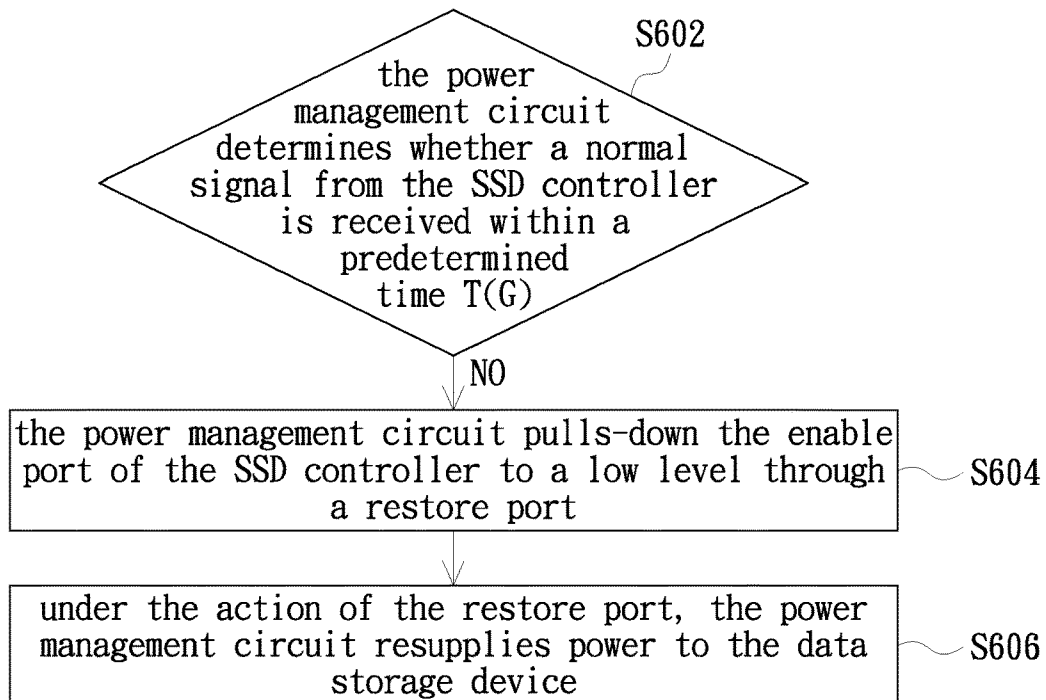 S602
the power
management circuit
determines whether a normal
signal from the SSD controller
is received within a
predetermined
time T(G)
NO
the power management circuit pulls-down the enable
port of the SSD controller to a low level through
a restore port
S604
under the action of the restore port, the power
management circuit resupplies power to the data
storage device
S606